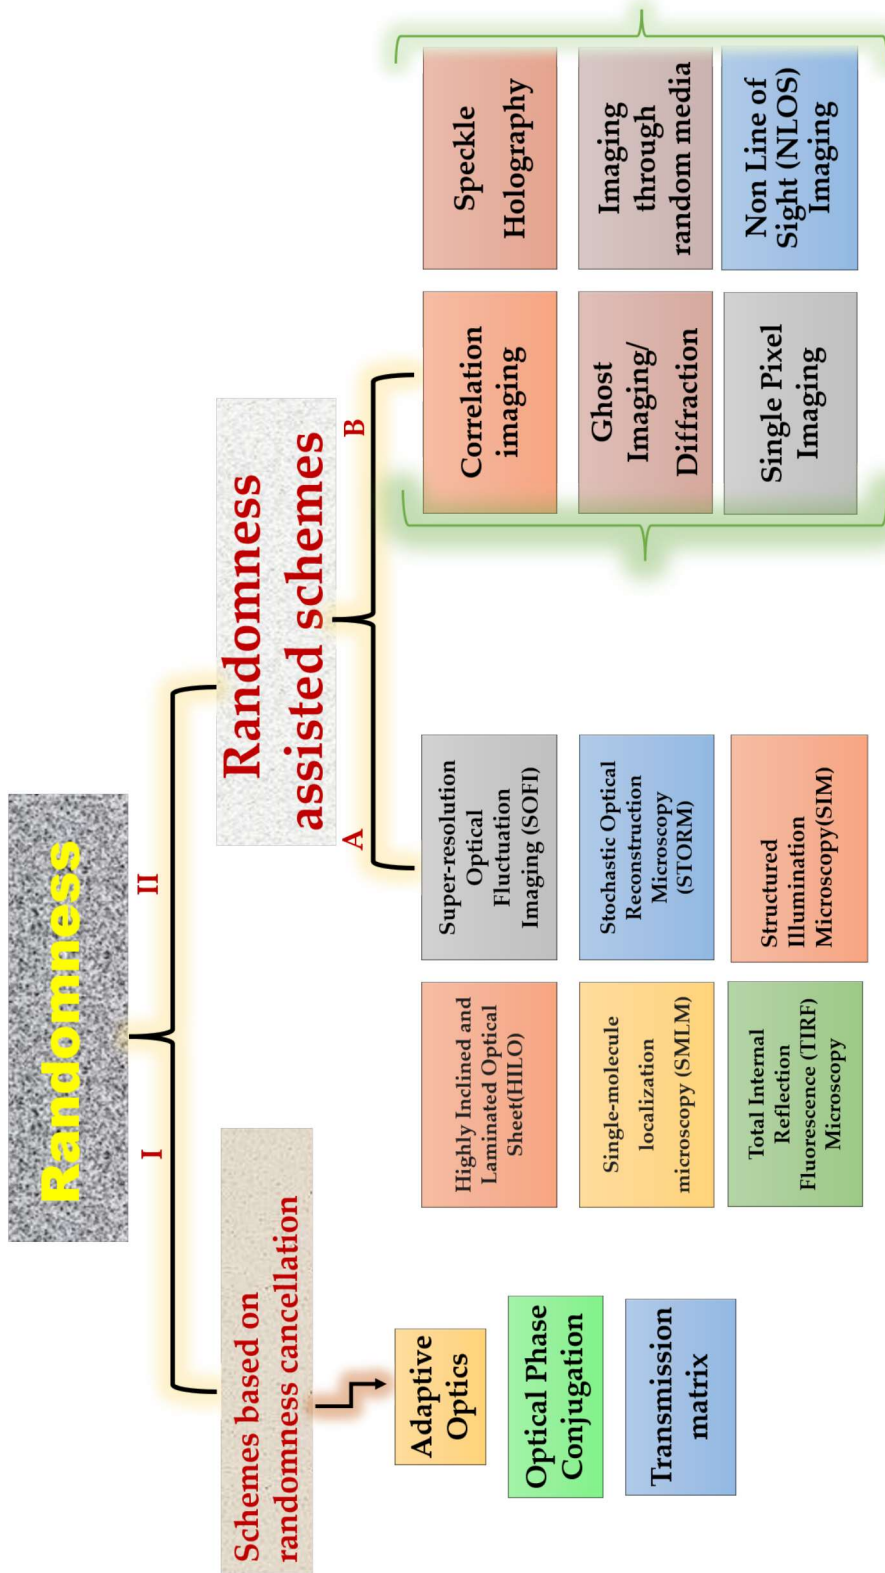 Randomness
I
II
Schemes based on
randomness cancellation
Randomness
assisted schemes
A
B
Adaptive
Optics
Optical Phase
Conjugation
Transmission
matrix
Highly Inclined and
Laminated Optical
Sheet(HILO)
Super-resolution
Optical
Fluctuation
Imaging (SOFI)
Single-molecule
localization
microscopy (SMLM)
Stochastic Optical
Reconstruction
Microscopy
(STORM)
Total Internal
Reflection
Fluorescence (TIRF)
Microscopy
Structured
Illumination
Microscopy(SIM)
Correlation
imaging
Speckle
Holography
Ghost
Imaging/
Diffraction
Imaging
through
random media
Single Pixel
Imaging
Non Line of
Sight (NLOS)
Imaging